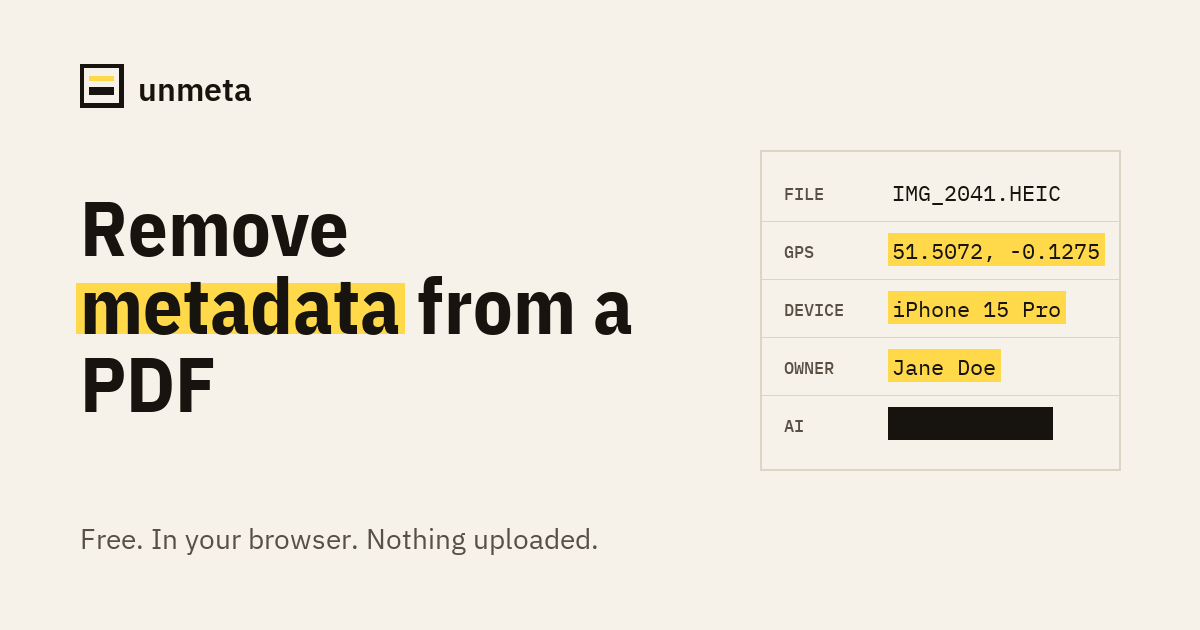 unmeta
Remove
metadata from a
PDF
FILE IMG_2041.HEIC
GPS 51.5072, -0.1275
DEVICE iPhone 15 Pro
OWNER Jane Doe
AI
Free. In your browser. Nothing uploaded.